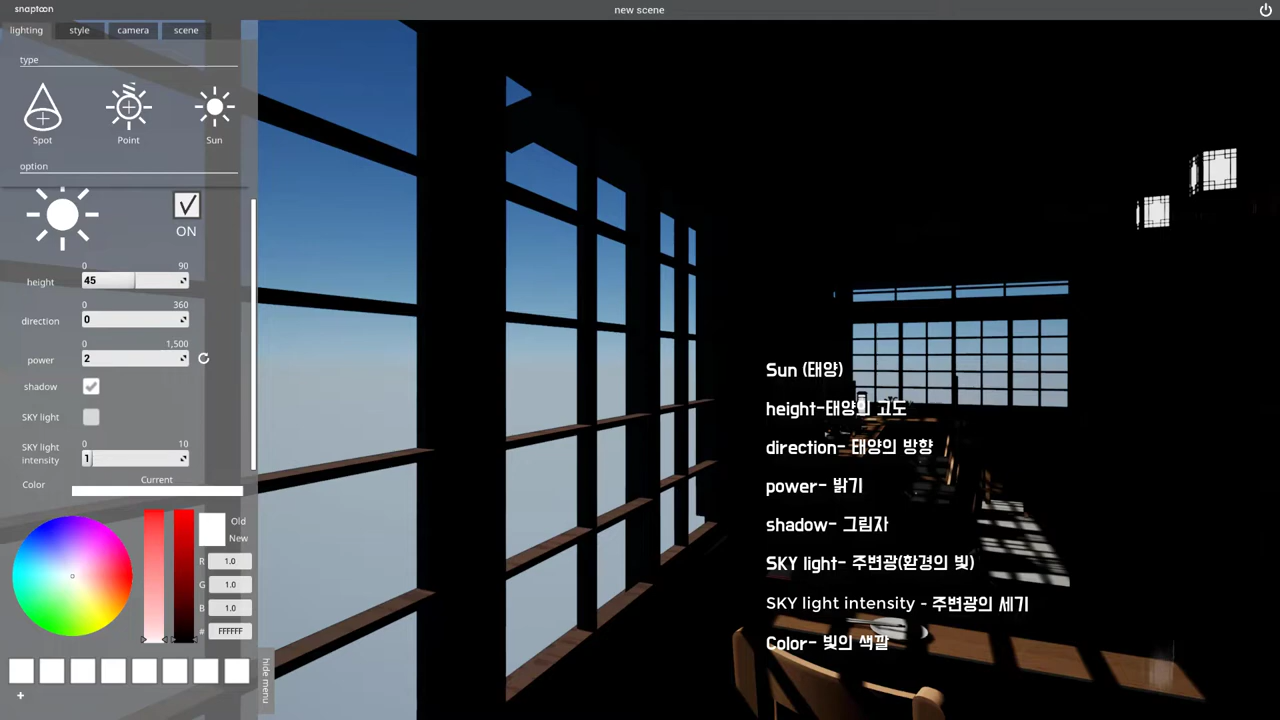 snaptoon
new scene
lighting style camera scene
type
Spot Point Sun
option
ON
0 90
height 45
0 360
direction 0
0 1,500
power 2
shadow
SKY light
0 10
SKY light intensity 1
Current
Color
Old
New
R 1.0
G 1.0
B 1.0
# FFFFFF
+
hide menu
Sun (태양)
height-태양의 고도
direction- 태양의 방향
power- 밝기
shadow- 그림자
SKY light- 주변광(환경의 빛)
SKY light intensity - 주변광의 세기
Color- 빛의 색깔